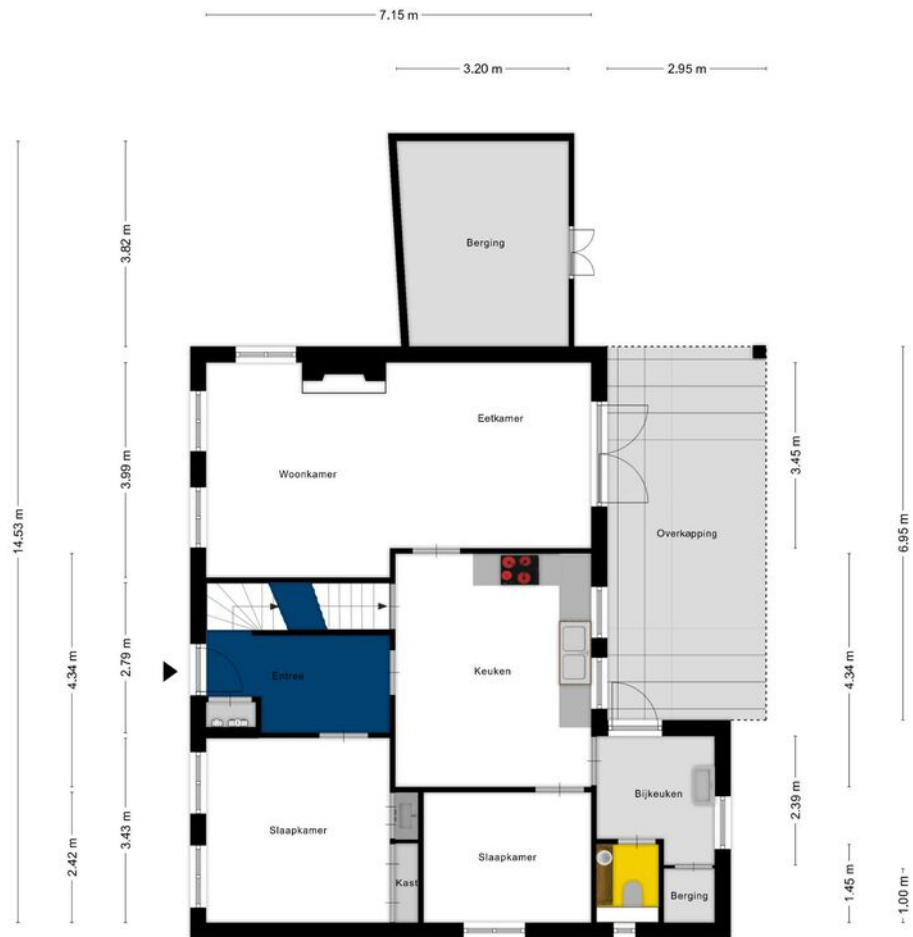 7.15 m
3.20 m
2.95 m
Berging
3.82 m
14.53 m
Eetkamer
Woonkamer
3.99 m
3.45 m
Overkapping
6.95 m
Entree
Keuken
4.34 m
2.79 m
4.34 m
Bijkeuken
2.39 m
Slaapkamer
Slaapkamer
Kast
Berging
2.42 m
3.43 m
1.45 m
1.00 m